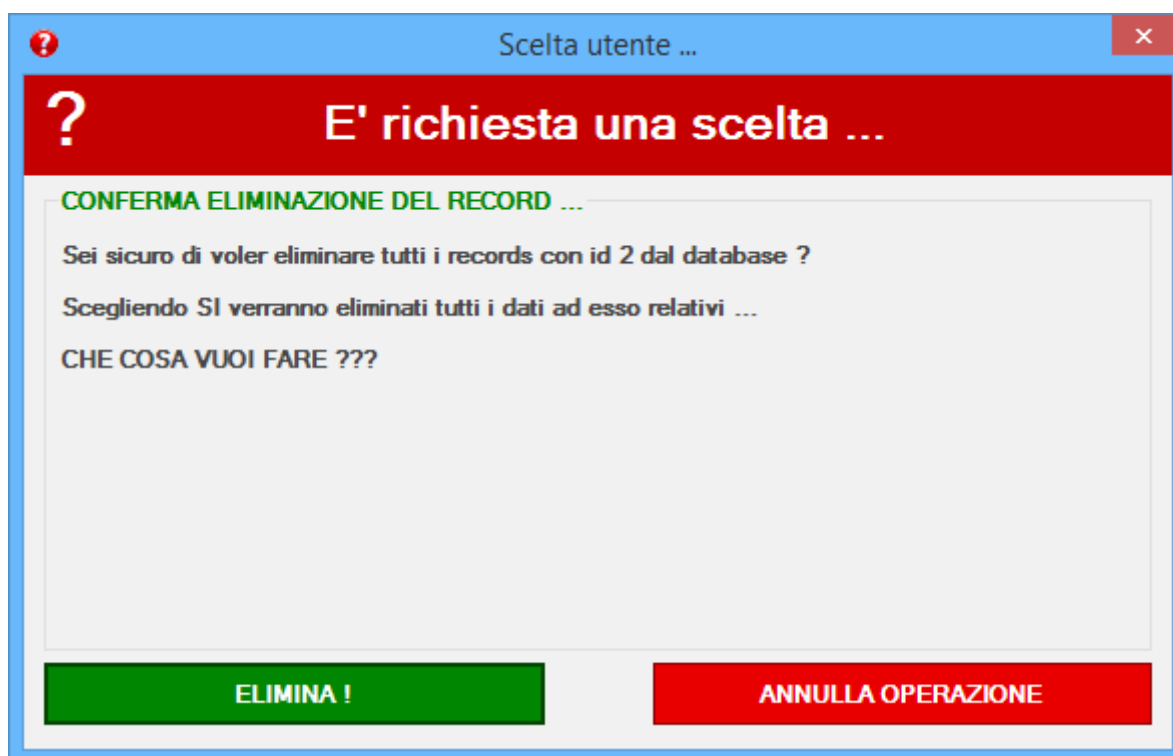 Scelta utente ...
? E' richiesta una scelta ...
CONFERMA ELIMINAZIONE DEL RECORD ...
Sei sicuro di voler eliminare tutti i records con id 2 dal database ?
Scegliendo SI verranno eliminati tutti i dati ad esso relativi ...
CHE COSA VUOI FARE ???
ELIMINA !
ANNULLA OPERAZIONE